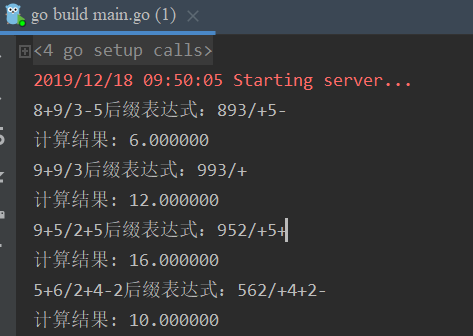 go build main.go (1)
<4 go setup calls>
2019/12/18 09:50:05 Starting server...
8+9/3-5后缀表达式: 893/+5-
计算结果: 6.000000
9+9/3后缀表达式: 993/+
计算结果: 12.000000
9+5/2+5后缀表达式: 952/+5+
计算结果: 16.000000
5+6/2+4-2后缀表达式: 562/+4+2-
计算结果: 10.000000